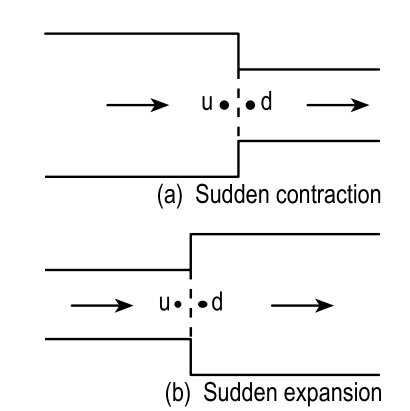 u d
(a) Sudden contraction
u d
(b) Sudden expansion